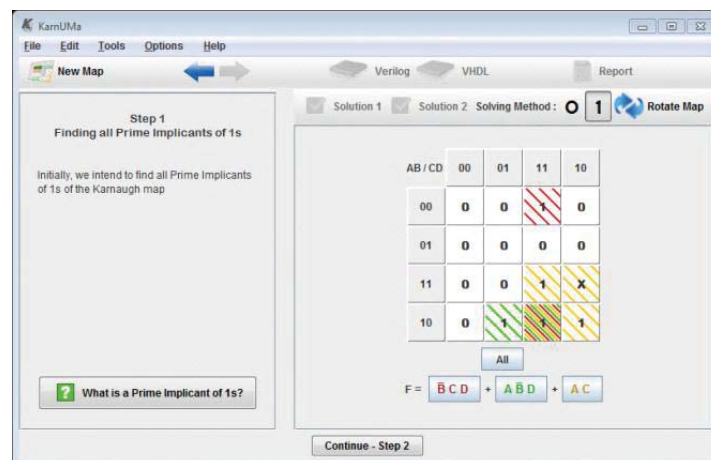 KarnUMa
File Edit Tools Options Help
New Map Verilog VHDL Report
Step 1
Finding all Prime Implicants of 1s
Initially, we intend to find all Prime Implicants
of 1s of the Karnaugh map
What is a Prime Implicant of 1s?
Solution 1 Solution 2 Solving Method : 0 1 Rotate Map
AB / CD 00 01 11 10
00 0 0 1 0
01 0 0 0 0
11 0 0 1 X
10 0 1 1 1
All
F = B̅ C D + A B̅ D + A C
Continue - Step 2